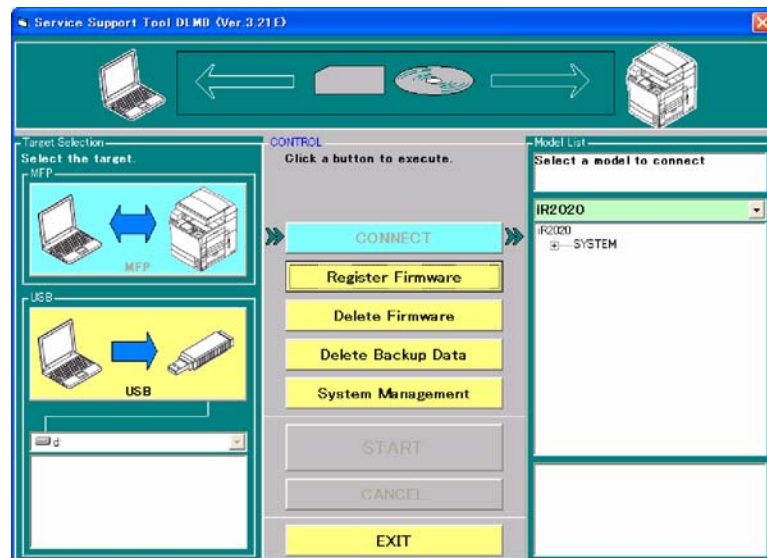 Service Support Tool DLMD (Ver.3.21E)
Target Selection
Select the target.
MFP
MFP
USB
USB
d
CONTROL
Click a button to execute.
CONNECT
Register Firmware
Delete Firmware
Delete Backup Data
System Management
START
CANCEL
EXIT
Model List
Select a model to connect
iR2020
iR2020
SYSTEM